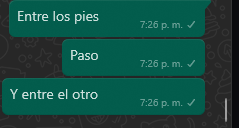 Entre los pies
7:26 p. m.
Paso
7:26 p. m.
Y entre el otro
7:26 p. m.